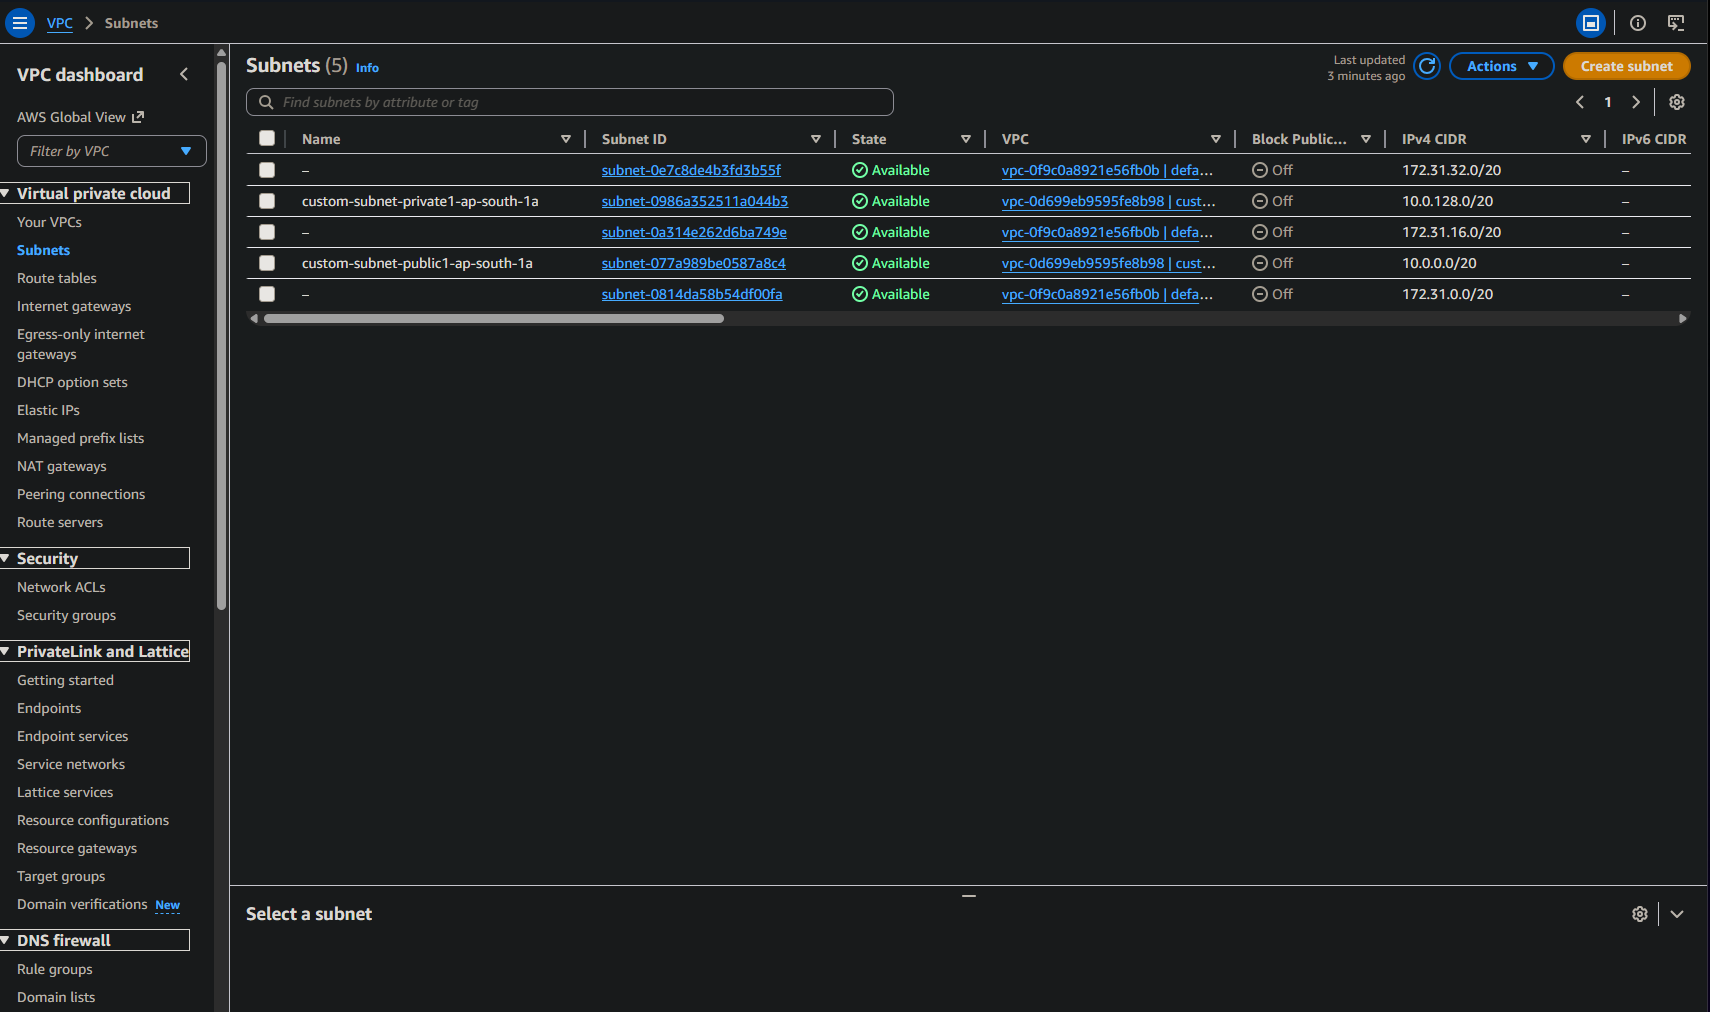 VPC > Subnets
VPC dashboard
AWS Global View
Filter by VPC
Virtual private cloud
Your VPCs
Subnets
Route tables
Internet gateways
Egress-only internet
gateways
DHCP option sets
Elastic IPs
Managed prefix lists
NAT gateways
Peering connections
Route servers
Security
Network ACLs
Security groups
PrivateLink and Lattice
Getting started
Endpoints
Endpoint services
Service networks
Lattice services
Resource configurations
Resource gateways
Target groups
Domain verifications New
DNS firewall
Rule groups
Domain lists
Subnets (5) Info
Last updated
3 minutes ago
Actions
Create subnet
Find subnets by attribute or tag
1
Name Subnet ID State VPC Block Public... IPv4 CIDR IPv6 CIDR
– subnet-0e7c8de4b3fd3b55f Available vpc-0f9c0a8921e56fb0b | defa... Off 172.31.32.0/20 –
custom-subnet-private1-ap-south-1a subnet-0986a352511a044b3 Available vpc-0d699eb9595fe8b98 | cust... Off 10.0.128.0/20 –
– subnet-0a314e262d6ba749e Available vpc-0f9c0a8921e56fb0b | defa... Off 172.31.16.0/20 –
custom-subnet-public1-ap-south-1a subnet-077a989be0587a8c4 Available vpc-0d699eb9595fe8b98 | cust... Off 10.0.0.0/20 –
– subnet-0814da58b54df00fa Available vpc-0f9c0a8921e56fb0b | defa... Off 172.31.0.0/20 –
Select a subnet